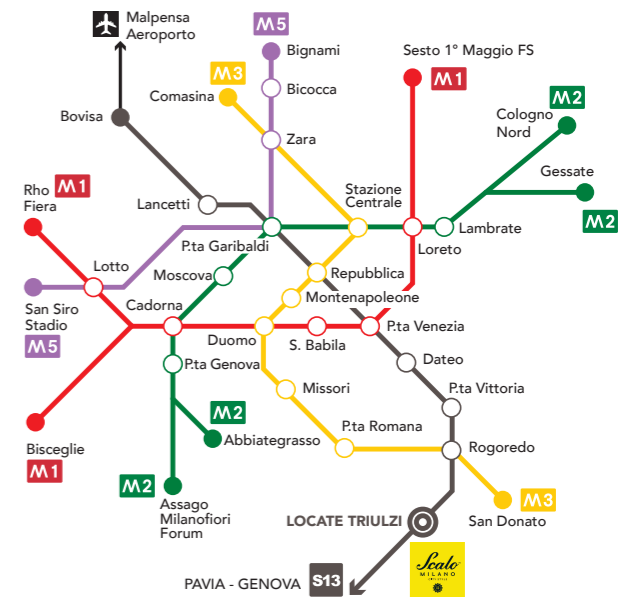 Malpensa
Aeroporto
M5
Bignami
Sesto 1° Maggio FS
M3
M1
Bicocca
Comasina
M2
Cologno
Nord
Bovisa
Zara
Gessate
M1
Rho
Fiera
Stazione
Centrale
Lancetti
M2
Lambrate
P.ta Garibaldi
Loreto
Lotto
Moscova
Repubblica
Montenapoleone
San Siro
Stadio
M5
Cadorna
Duomo
S. Babila
P.ta Venezia
P.ta Genova
Dateo
Missori
P.ta Vittoria
M2
Abbiategrasso
P.ta Romana
Bisceglie
M1
Rogoredo
M2
Assago
Milanofiori
Forum
M3
San Donato
LOCATE TRIULZI
Scalo
MILANO
PAVIA - GENOVA
S13